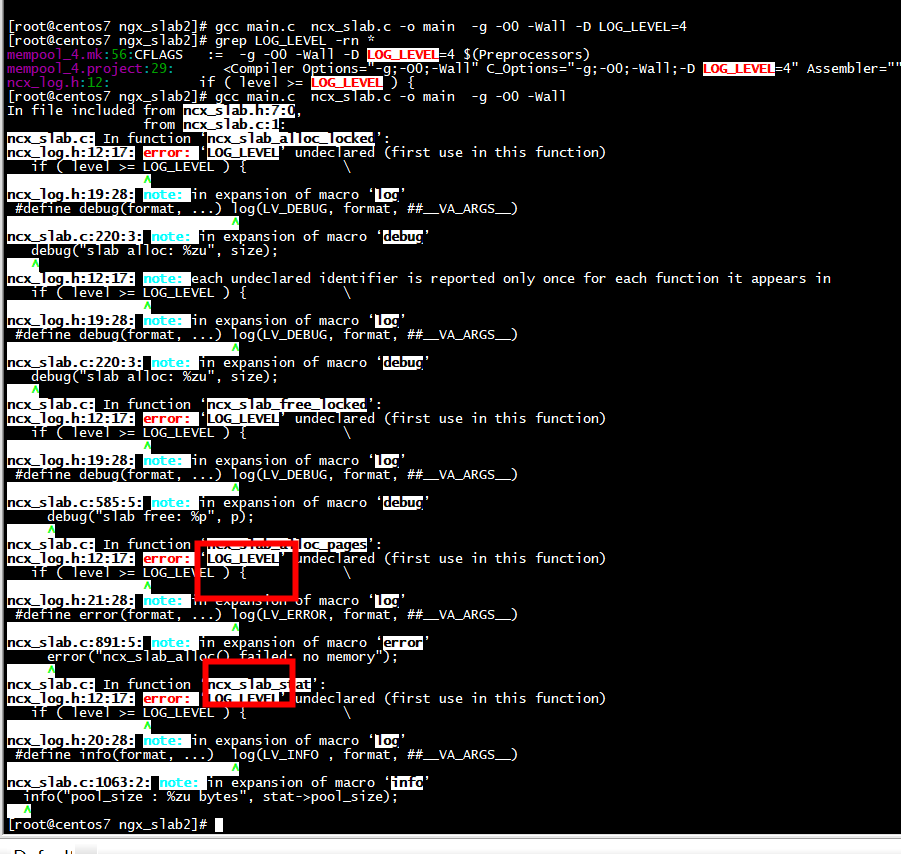 [root@centos7 ngx_slab2]# gcc main.c  ncx_slab.c -o main  -g -O0 -Wall -D LOG_LEVEL=4
[root@centos7 ngx_slab2]# grep LOG_LEVEL -rn *
mempool_4.mk:56:CFLAGS   :=  -g -O0 -Wall -D LOG_LEVEL=4 $(Preprocessors)
mempool_4.project:29:      <Compiler Options="-g;-O0;-Wall" C_Options="-g;-O0;-Wall;-D LOG_LEVEL=4" Assembler=""
ncx_log.h:12:           if ( level >= LOG_LEVEL ) {
[root@centos7 ngx_slab2]# gcc main.c  ncx_slab.c -o main  -g -O0 -Wall
In file included from ncx_slab.h:7:0,
                 from ncx_slab.c:1:
ncx_slab.c: In function ‘ncx_slab_alloc_locked’:
ncx_log.h:12:17: error: ‘LOG_LEVEL’ undeclared (first use in this function)
   if ( level >= LOG_LEVEL ) {            \
                 ^
ncx_log.h:19:28: note: in expansion of macro ‘log’
 #define debug(format, ...) log(LV_DEBUG, format, ##__VA_ARGS__)
                            ^
ncx_slab.c:220:3: note: in expansion of macro ‘debug’
   debug("slab alloc: %zu", size);
   ^
ncx_log.h:12:17: note: each undeclared identifier is reported only once for each function it appears in
   if ( level >= LOG_LEVEL ) {            \
                 ^
ncx_log.h:19:28: note: in expansion of macro ‘log’
 #define debug(format, ...) log(LV_DEBUG, format, ##__VA_ARGS__)
                            ^
ncx_slab.c:220:3: note: in expansion of macro ‘debug’
   debug("slab alloc: %zu", size);
   ^
ncx_slab.c: In function ‘ncx_slab_free_locked’:
ncx_log.h:12:17: error: ‘LOG_LEVEL’ undeclared (first use in this function)
   if ( level >= LOG_LEVEL ) {            \
                 ^
ncx_log.h:19:28: note: in expansion of macro ‘log’
 #define debug(format, ...) log(LV_DEBUG, format, ##__VA_ARGS__)
                            ^
ncx_slab.c:585:5: note: in expansion of macro ‘debug’
     debug("slab free: %p", p);
     ^
ncx_slab.c: In function ‘ncx_slab_alloc_pages’:
ncx_log.h:12:17: error: ‘LOG_LEVEL’ undeclared (first use in this function)
   if ( level >= LOG_LEVEL ) {            \
                 ^
ncx_log.h:21:28: note: in expansion of macro ‘log’
 #define error(format, ...) log(LV_ERROR, format, ##__VA_ARGS__)
                            ^
ncx_slab.c:891:5: note: in expansion of macro ‘error’
     error("ncx_slab_alloc() failed: no memory");
     ^
ncx_slab.c: In function ‘ncx_slab_stat’:
ncx_log.h:12:17: error: ‘LOG_LEVEL’ undeclared (first use in this function)
   if ( level >= LOG_LEVEL ) {            \
                 ^
ncx_log.h:20:28: note: in expansion of macro ‘log’
 #define info(format, ...)  log(LV_INFO , format, ##__VA_ARGS__)
                            ^
ncx_slab.c:1063:2: note: in expansion of macro ‘info’
  info("pool_size : %zu bytes", stat->pool_size);
  ^
[root@centos7 ngx_slab2]#